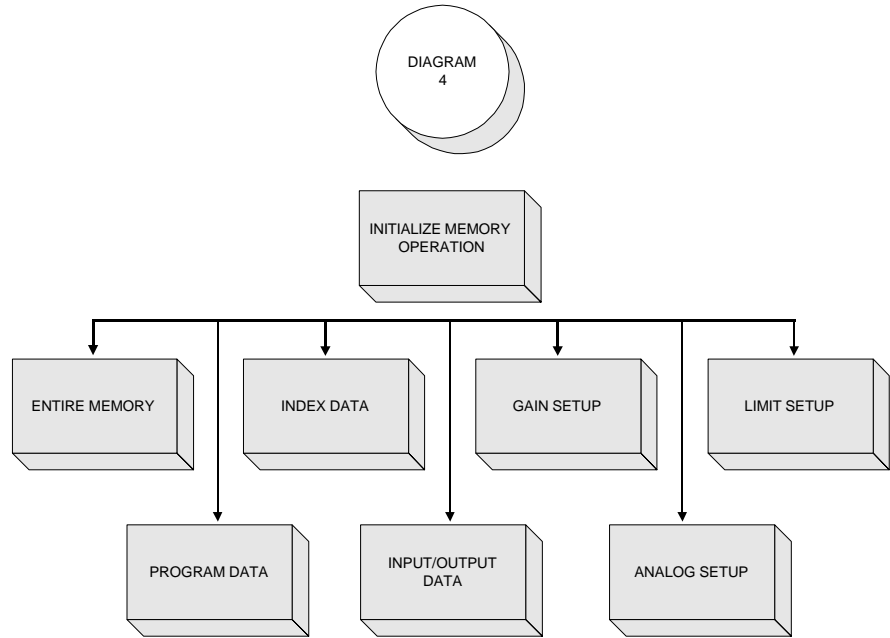 DIAGRAM
4
INITIALIZE MEMORY
OPERATION
ENTIRE MEMORY
INDEX DATA
GAIN SETUP
LIMIT SETUP
PROGRAM DATA
INPUT/OUTPUT
DATA
ANALOG SETUP